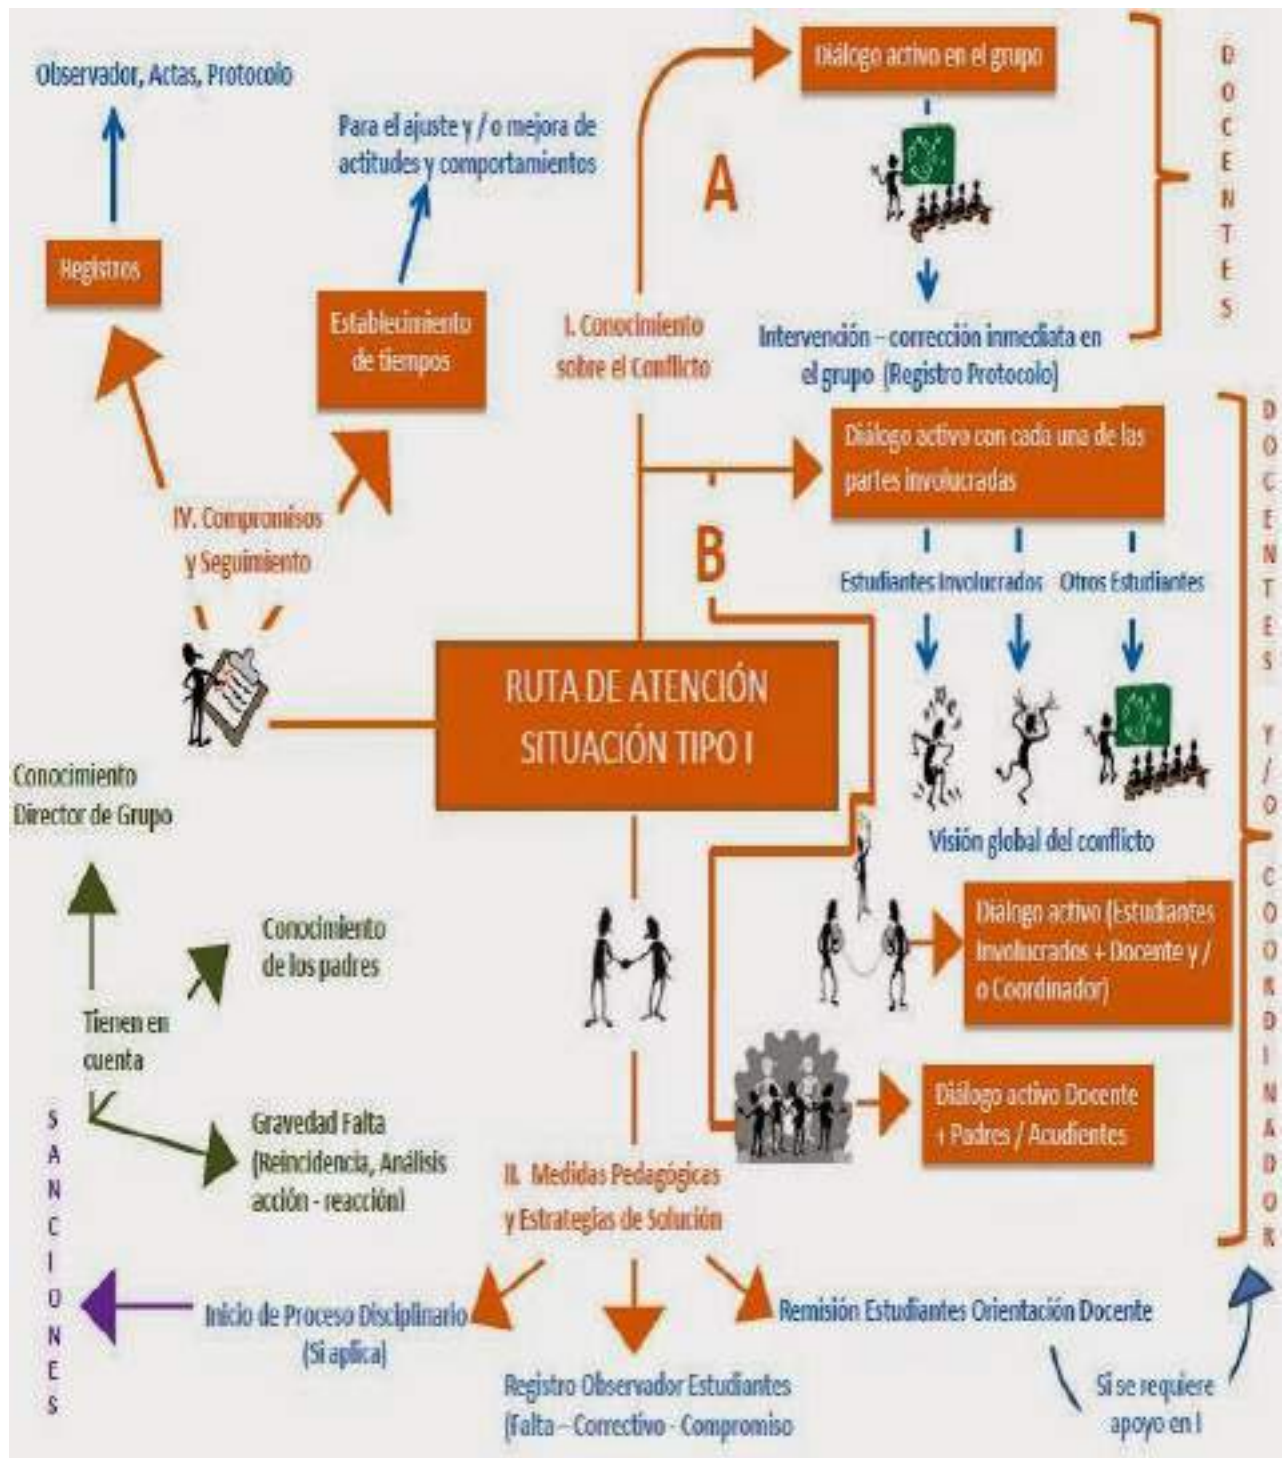 Observador, Actas, Protocolo
Para el ajuste y / o mejora de
actitudes y comportamientos
Registros
Establecimiento
de tiempos
IV. Compromisos
y Seguimiento
I. Conocimiento
sobre el Conflicto
A
Diálogo activo en el grupo
Intervención – corrección inmediata en
el grupo (Registro Protocolo)
DOCENTES
B
Diálogo activo con cada una de las
partes involucradas
Estudiantes Involucrados
Otros Estudiantes
Visión global del conflicto
Diálogo activo (Estudiantes
Involucrados + Docente y /
o Coordinador)
Diálogo activo Docente
+ Padres / Acudientes
DOCENTES Y/O COORDINADOR
RUTA DE ATENCIÓN
SITUACIÓN TIPO I
II. Medidas Pedagógicas
y Estrategias de Solución
Inicio de Proceso Disciplinario
(Si aplica)
Registro Observador Estudiantes
(Falta – Correctivo - Compromiso
Remisión Estudiantes Orientación Docente
Si se requiere
apoyo en I
SANCIONES
Tienen en
cuenta
Conocimiento
Director de Grupo
Conocimiento
de los padres
Gravedad Falta
(Reincidencia, Análisis
acción - reacción)